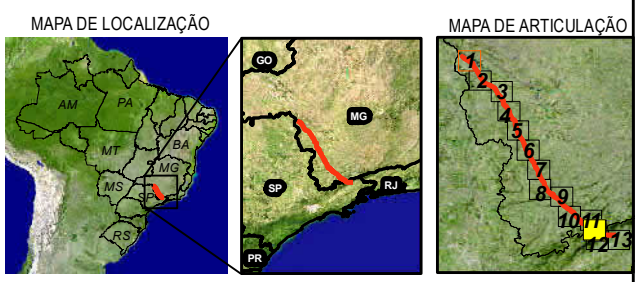 MAPA DE LOCALIZAÇÃO
AM
PA
MT
BA
MG
MS
SP
RS
GO
MG
SP
RJ
PR
MAPA DE ARTICULAÇÃO
1
2
3
4
5
6
7
8
9
10
11
12
13